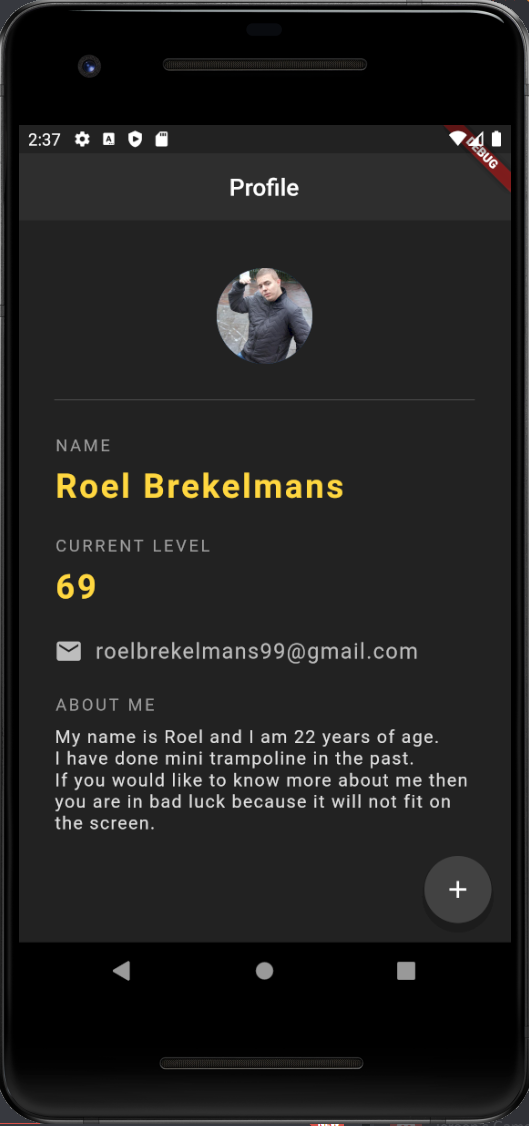 2:37
DEBUG
Profile
NAME
Roel Brekelmans
CURRENT LEVEL
69
roelbrekelmans99@gmail.com
ABOUT ME
My name is Roel and I am 22 years of age.
I have done mini trampoline in the past.
If you would like to know more about me then
you are in bad luck because it will not fit on
the screen.
+